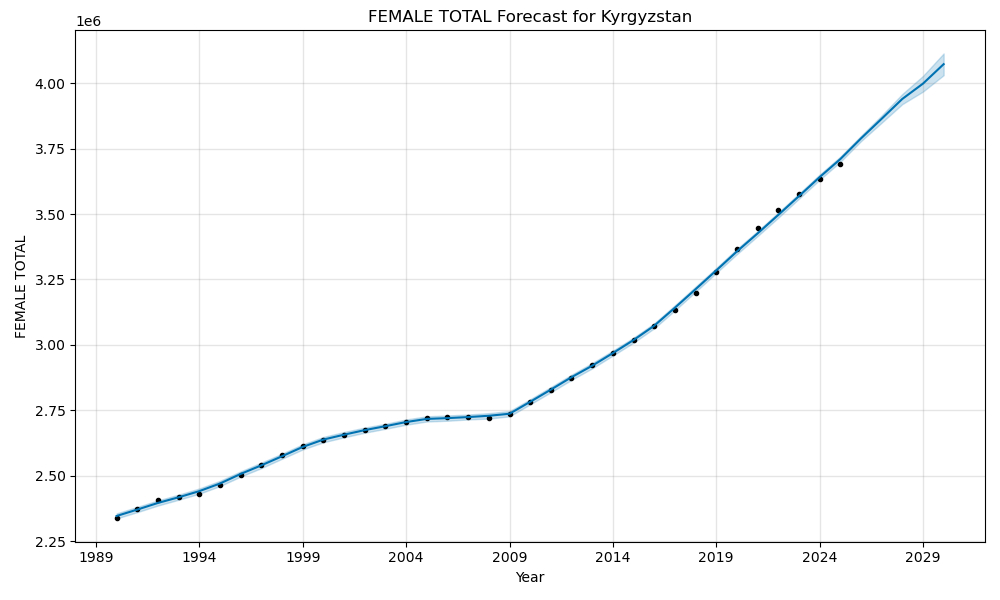 FEMALE TOTAL Forecast for Kyrgyzstan
1e6
4.00
3.75
3.50
3.25
3.00
2.75
2.50
2.25
FEMALE TOTAL
1989 1994 1999 2004 2009 2014 2019 2024 2029
Year